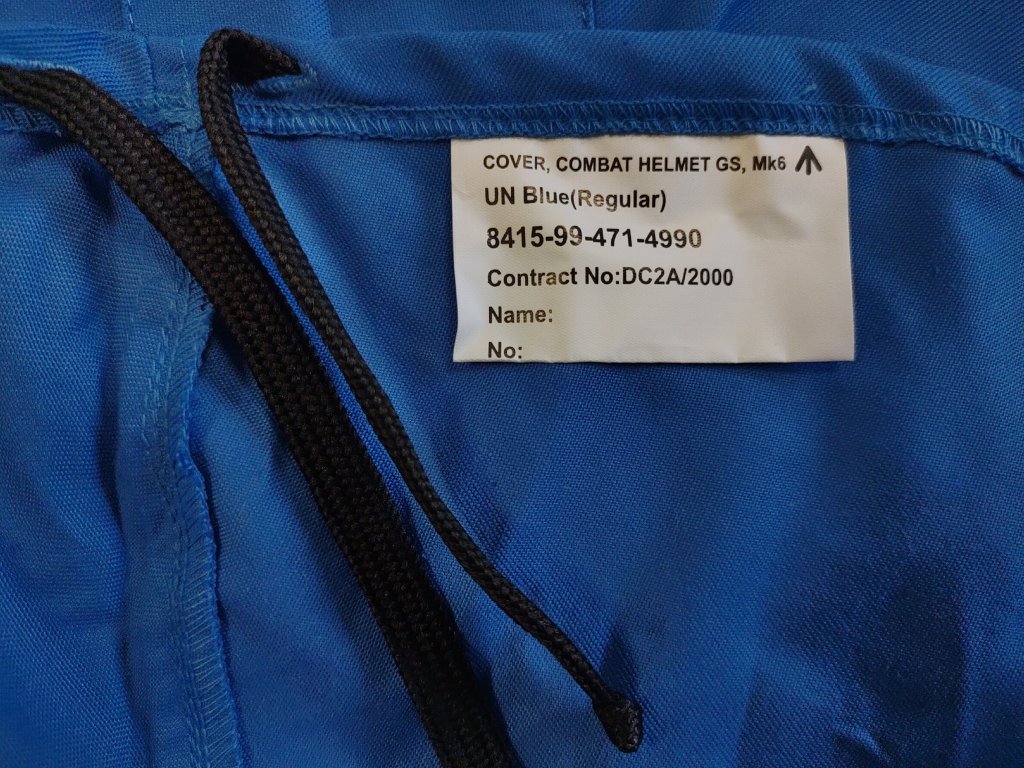 COVER, COMBAT HELMET GS, Mk6
UN Blue(Regular)
8415-99-471-4990
Contract No:DC2A/2000
Name:
No: